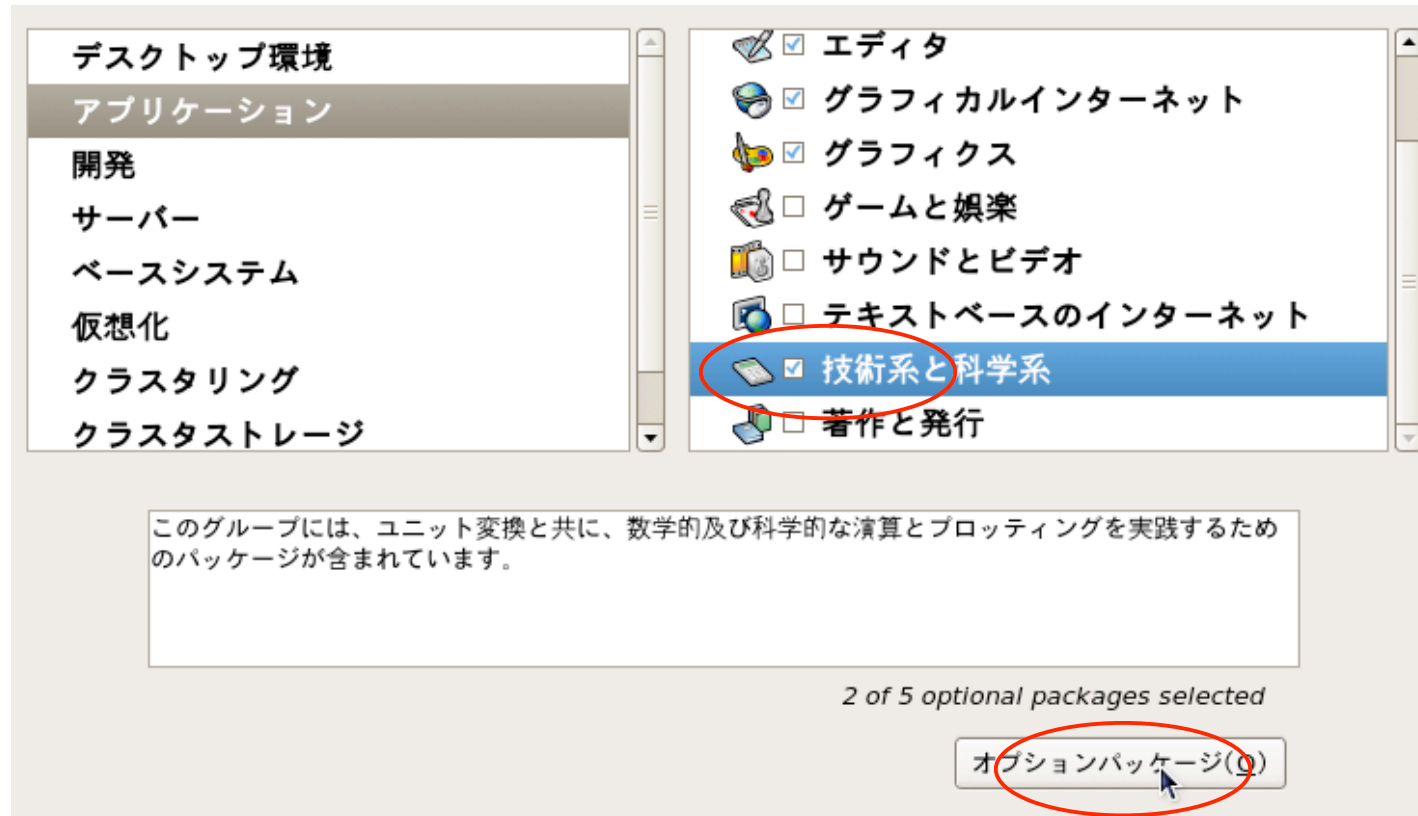 デスクトップ環境
アプリケーション
開発
サーバー
ベースシステム
仮想化
クラスタリング
クラスタストレージ
エディタ
グラフィカルインターネット
グラフィクス
ゲームと娯楽
サウンドとビデオ
テキストベースのインターネット
技術系と科学系
著作と発行
このグループには、ユニット変換と共に、数学的及び科学的な演算とプロッティングを実践するため
のパッケージが含まれています。
2 of 5 optional packages selected
オプションパッケージ(O)